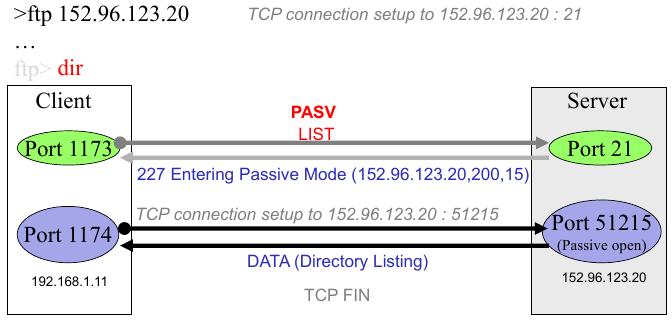 >ftp 152.96.123.20
TCP connection setup to 152.96.123.20 : 21
...
ftp> dir
Client
Server
PASV
LIST
Port 1173
Port 21
227 Entering Passive Mode (152.96.123.20,200,15)
TCP connection setup to 152.96.123.20 : 51215
Port 1174
Port 51215
(Passive open)
DATA (Directory Listing)
192.168.1.11
152.96.123.20
TCP FIN